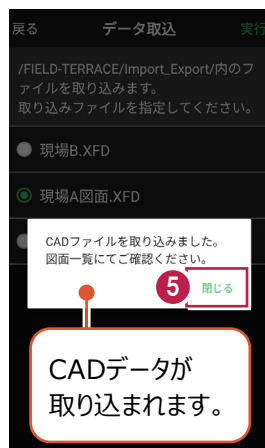 戻る データ取込 実行
/FIELD-TERRACE/Import_Export/内のフ
ァイルを取り込みます。
取り込みファイルを指定してください。
現場B.XFD
現場A図面.XFD
CADファイルを取り込みました。
図面一覧にてご確認ください。
5 閉じる
CADデータが
取り込まれます。